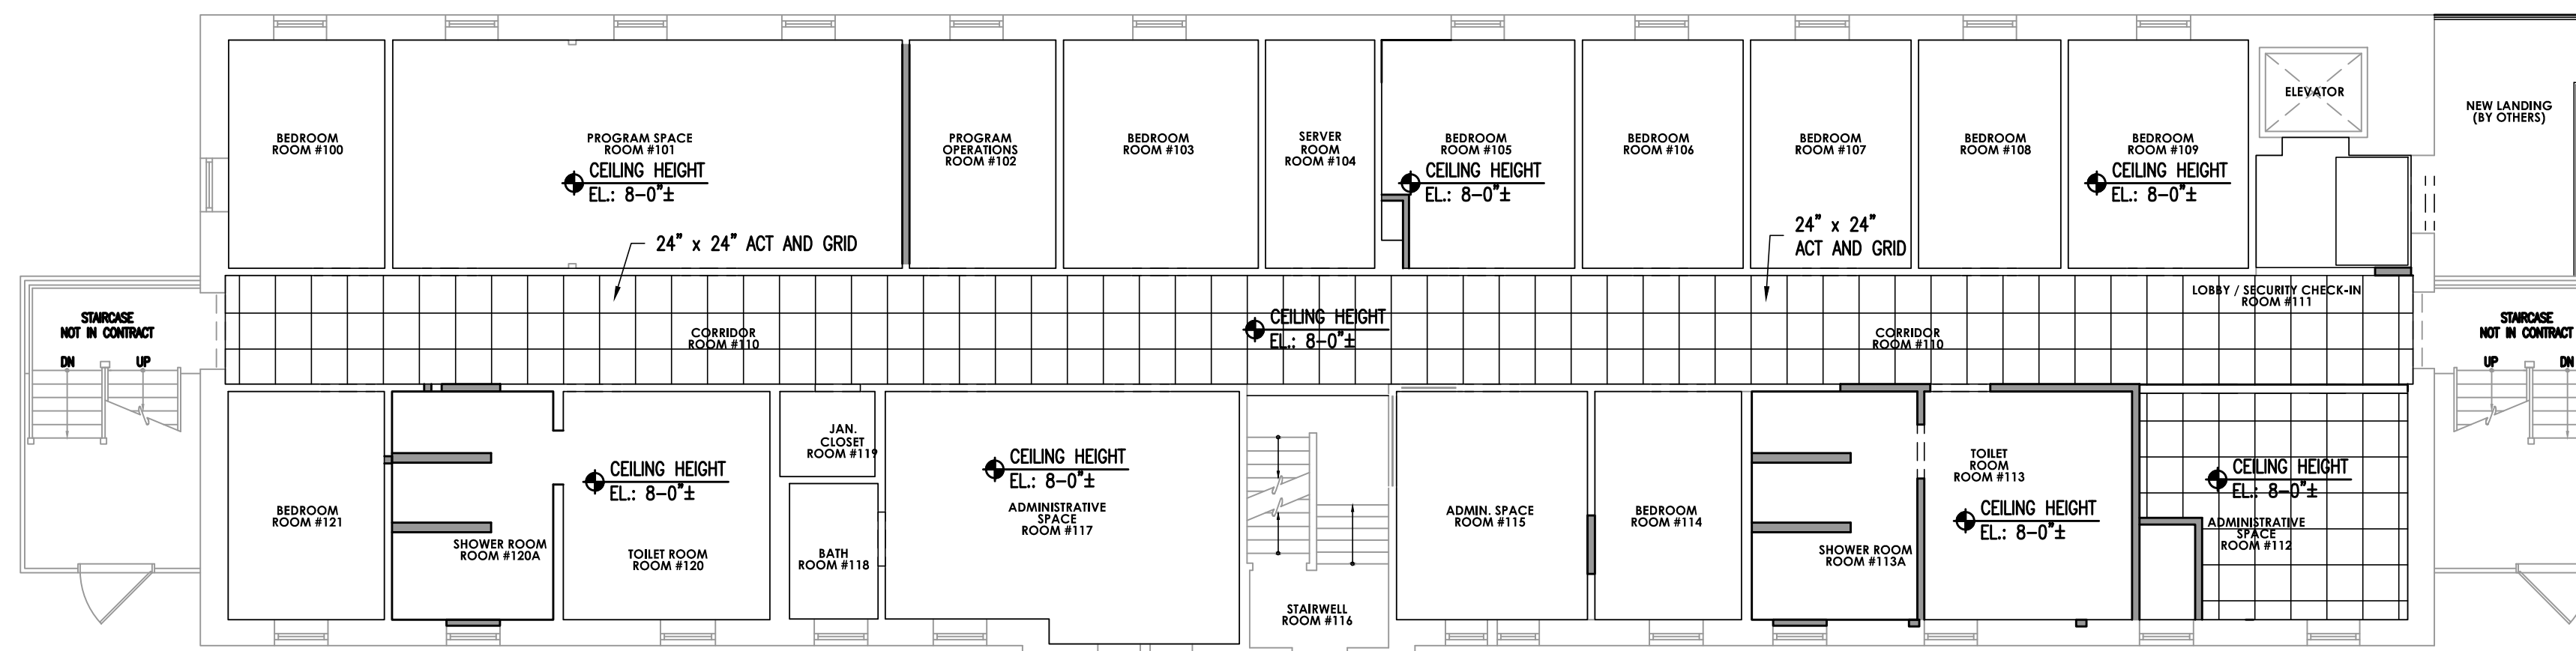 BEDROOM
ROOM #100
PROGRAM SPACE
ROOM #101
CEILING HEIGHT
EL.: 8-0"±
24" x 24" ACT AND GRID
PROGRAM
OPERATIONS
ROOM #102
BEDROOM
ROOM #103
SERVER
ROOM
ROOM #104
BEDROOM
ROOM #105
CEILING HEIGHT
EL.: 8-0"±
BEDROOM
ROOM #106
BEDROOM
ROOM #107
24" x 24"
ACT AND GRID
BEDROOM
ROOM #108
BEDROOM
ROOM #109
CEILING HEIGHT
EL.: 8-0"±
ELEVATOR
NEW LANDING
(BY OTHERS)
STAIRCASE
NOT IN CONTRACT
DN
UP
CORRIDOR
ROOM #110
CEILING HEIGHT
EL.: 8-0"±
CORRIDOR
ROOM #110
LOBBY / SECURITY CHECK-IN
ROOM #111
STAIRCASE
NOT IN CONTRACT
UP
DN
BEDROOM
ROOM #121
SHOWER ROOM
ROOM #120A
CEILING HEIGHT
EL.: 8-0"±
TOILET ROOM
ROOM #120
JAN.
CLOSET
ROOM #119
BATH
ROOM #118
CEILING HEIGHT
EL.: 8-0"±
ADMINISTRATIVE
SPACE
ROOM #117
STAIRWELL
ROOM #116
ADMIN. SPACE
ROOM #115
BEDROOM
ROOM #114
SHOWER ROOM
ROOM #113A
TOILET
ROOM
ROOM #113
CEILING HEIGHT
EL.: 8-0"±
CEILING HEIGHT
EL.: 8-0"±
ADMINISTRATIVE
SPACE
ROOM #112